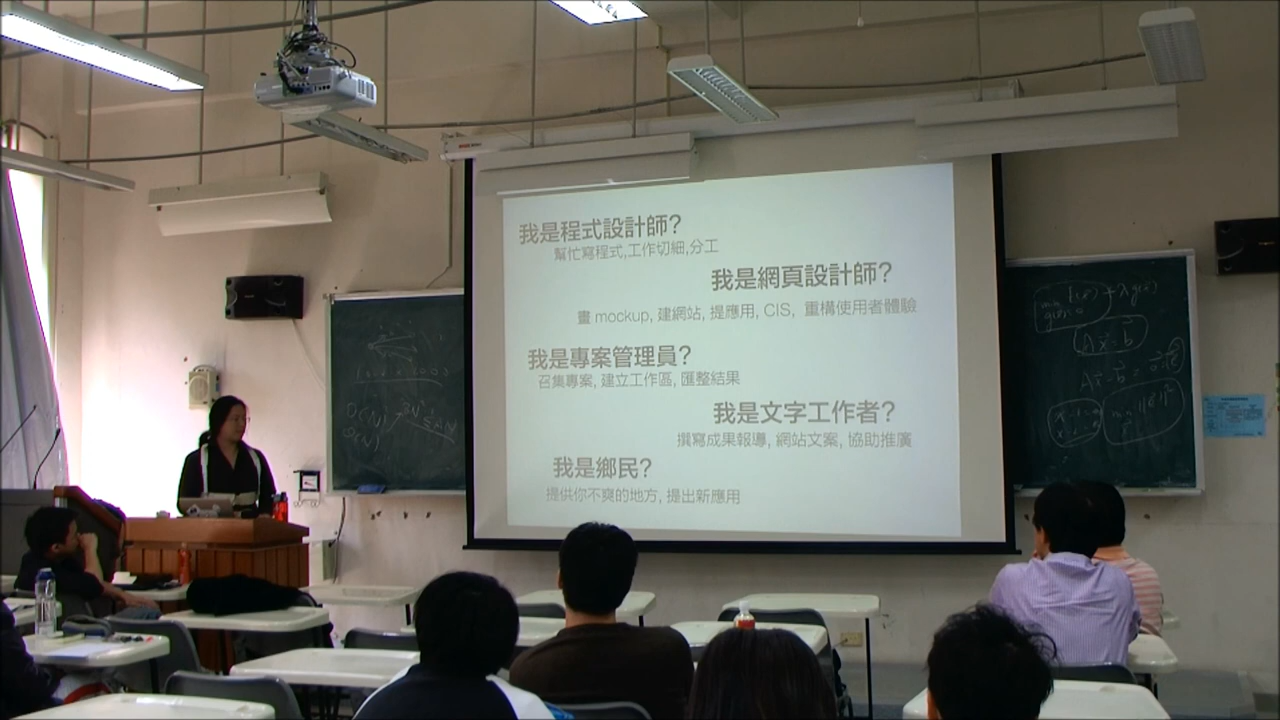 我是程式設計師?
幫忙寫程式,工作切細,分工
我是網頁設計師?
畫 mockup, 建網站, 提應用, CIS, 重構使用者體驗
我是專案管理員?
召集專案, 建立工作區, 匯整結果
我是文字工作者?
撰寫成果報導, 網站文案, 協助推廣
我是鄉民?
提供你不爽的地方, 提出新應用